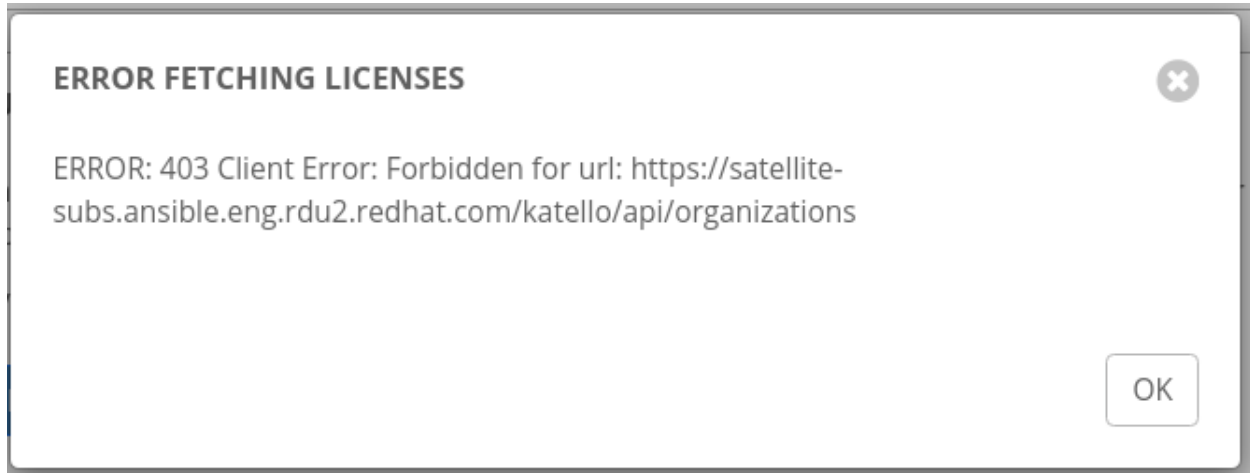 ERROR FETCHING LICENSES
ERROR: 403 Client Error: Forbidden for url: https://satellite-
subs.ansible.eng.rdu2.redhat.com/katello/api/organizations
OK